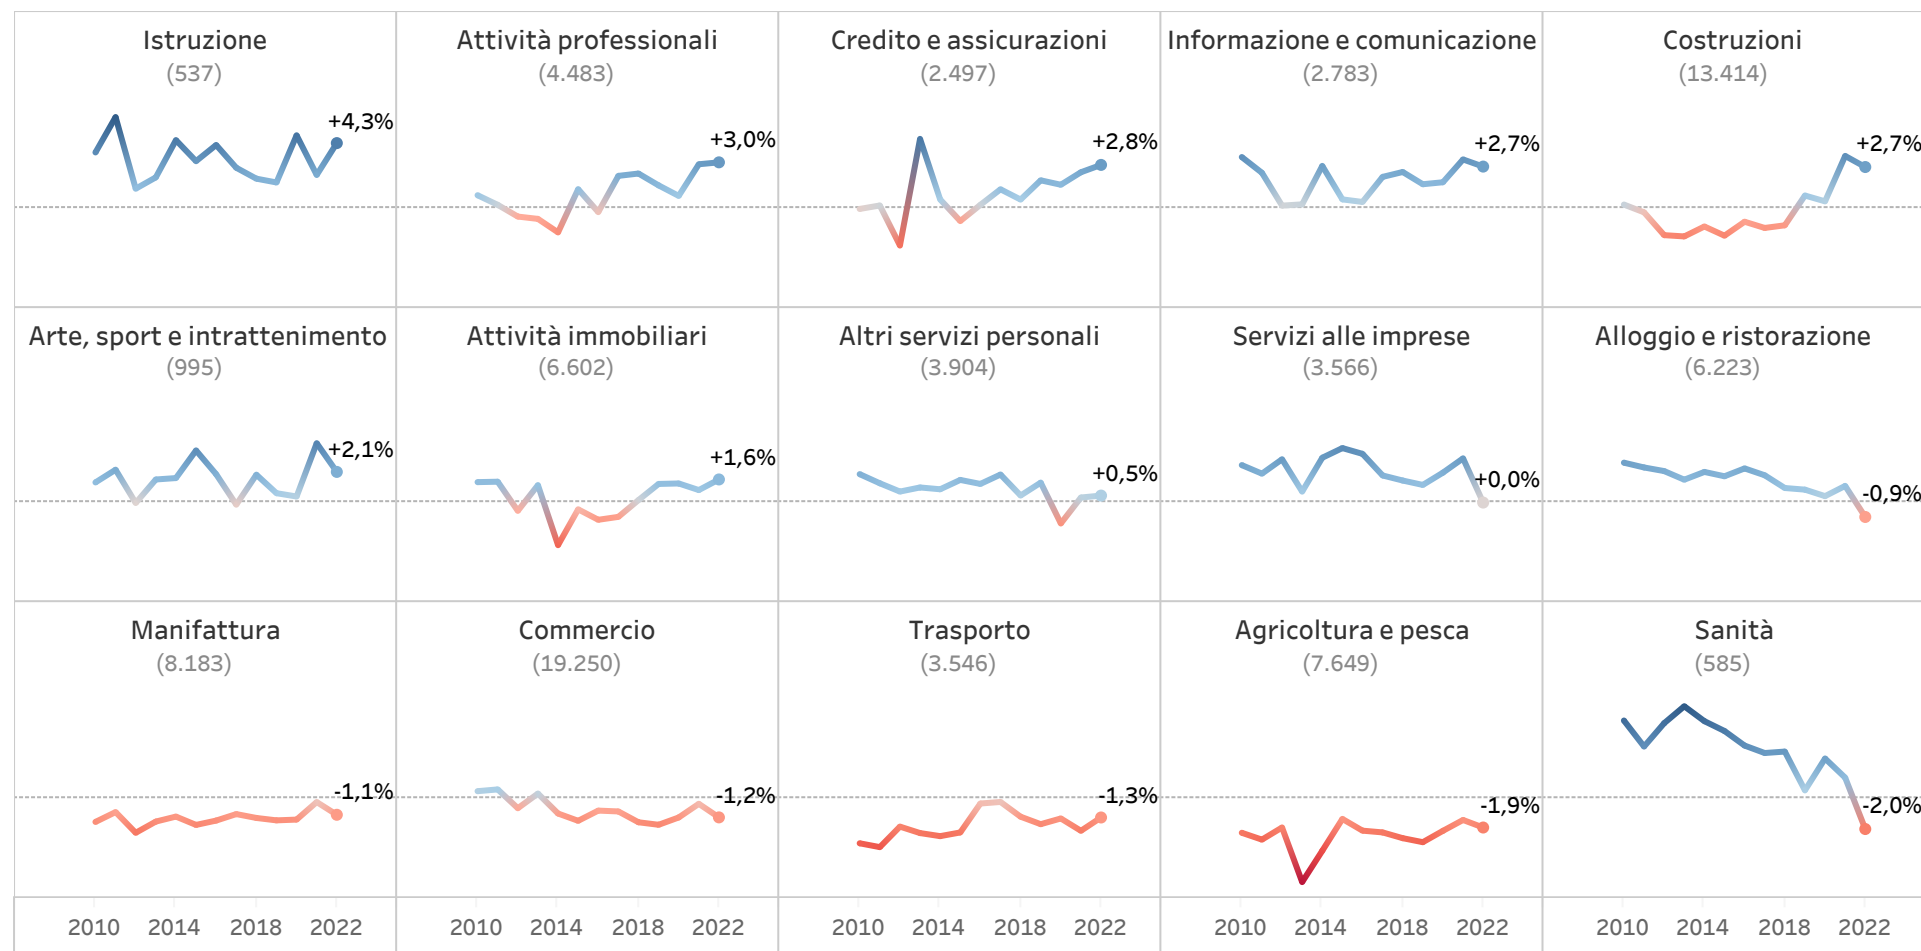 Istruzione
(537)
+4,3%
Attività professionali
(4.483)
+3,0%
Credito e assicurazioni
(2.497)
+2,8%
Informazione e comunicazione
(2.783)
+2,7%
Costruzioni
(13.414)
+2,7%
Arte, sport e intrattenimento
(995)
+2,1%
Attività immobiliari
(6.602)
+1,6%
Altri servizi personali
(3.904)
+0,5%
Servizi alle imprese
(3.566)
+0,0%
Alloggio e ristorazione
(6.223)
-0,9%
Manifattura
(8.183)
-1,1%
Commercio
(19.250)
-1,2%
Trasporto
(3.546)
-1,3%
Agricoltura e pesca
(7.649)
-1,9%
Sanità
(585)
-2,0%
2010 2014 2018 2022
2010 2014 2018 2022
2010 2014 2018 2022
2010 2014 2018 2022
2010 2014 2018 2022